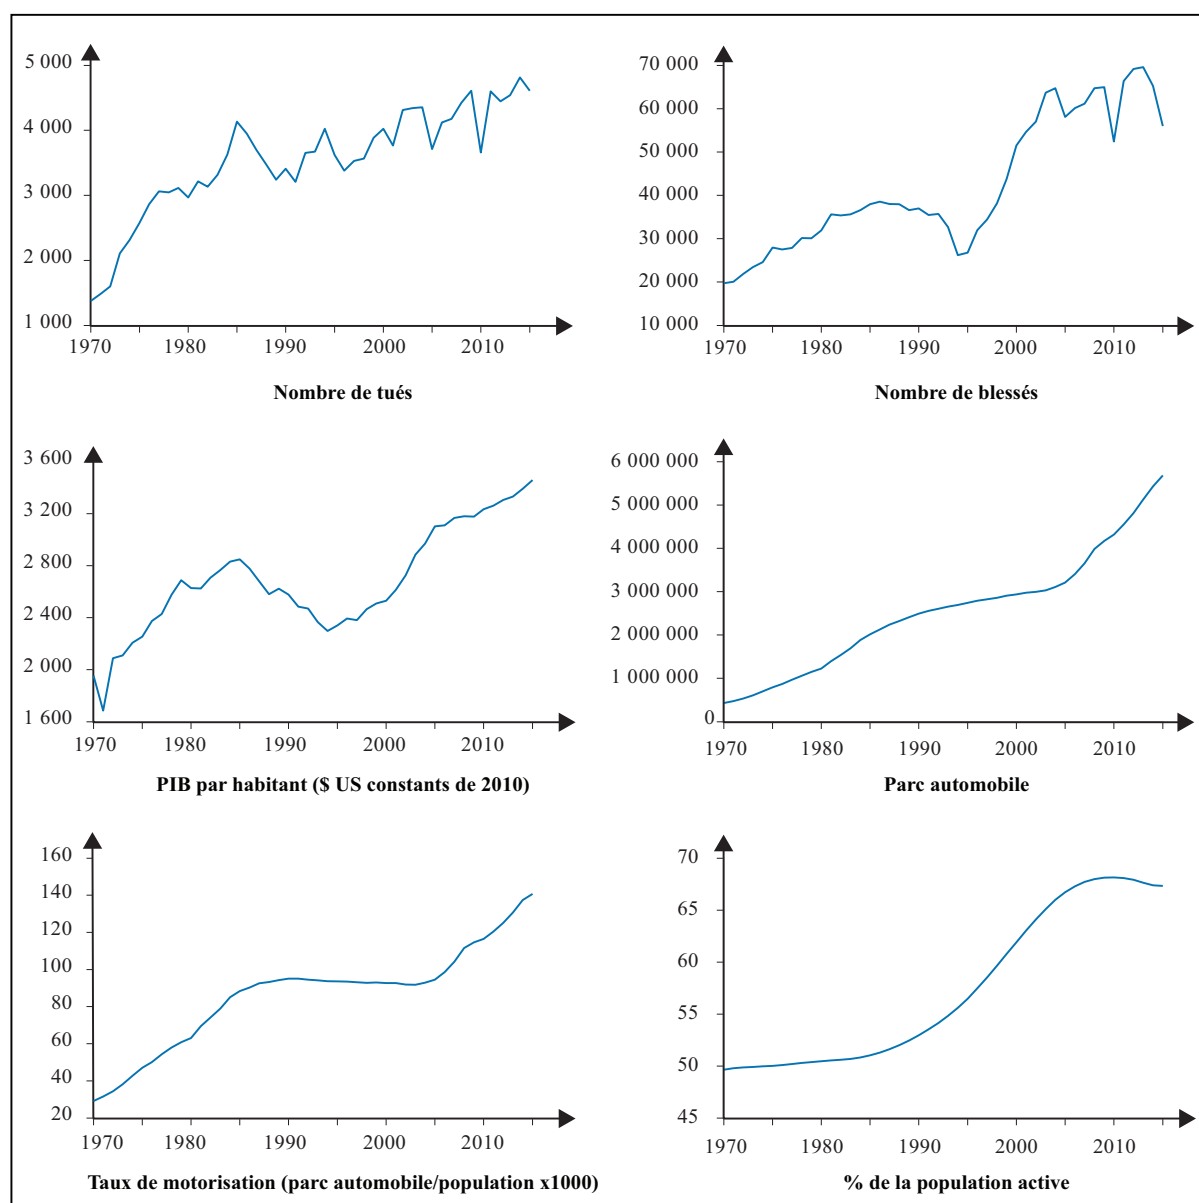 5 000
4 000
3 000
2 000
1 000
1970 1980 1990 2000 2010
Nombre de tués
70 000
60 000
50 000
40 000
30 000
20 000
10 000
1970 1980 1990 2000 2010
Nombre de blessés
3 600
3 200
2 800
2 400
2 000
1 600
1970 1980 1990 2000 2010
PIB par habitant ($ US constants de 2010)
6 000 000
5 000 000
4 000 000
3 000 000
2 000 000
1 000 000
0
1970 1980 1990 2000 2010
Parc automobile
160
140
120
100
80
60
40
20
1970 1980 1990 2000 2010
Taux de motorisation (parc automobile/population x1000)
70
65
60
55
50
45
1970 1980 1990 2000 2010
% de la population active